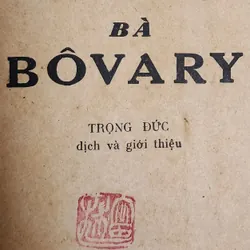 BÀ
BÔVARY
TRỌNG ĐỨC
dịch và giới thiệu